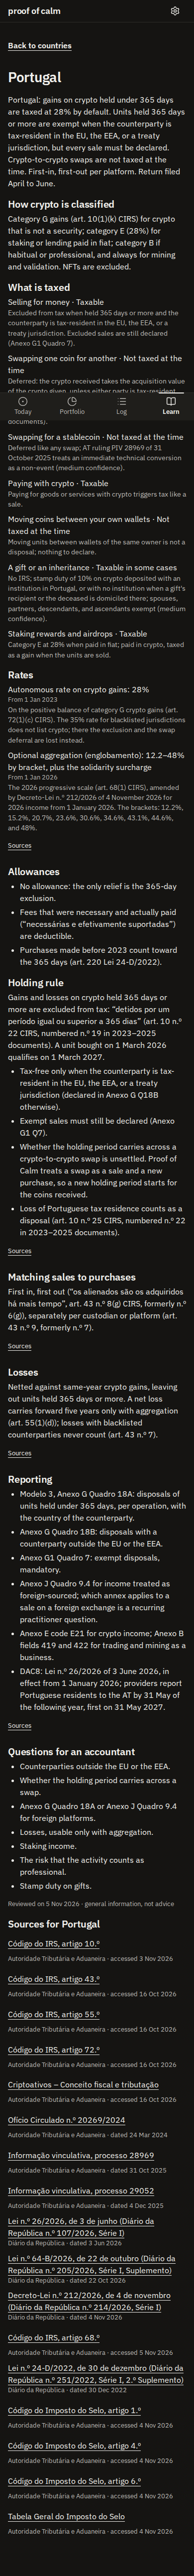 proof of calm
Back to countries
Portugal
Portugal: gains on crypto held under 365 days
are taxed at 28% by default. Units held 365 days
or more are exempt when the counterparty is
tax-resident in the EU, the EEA, or a treaty
jurisdiction, but every sale must be declared.
Crypto-to-crypto swaps are not taxed at the
time. First-in, first-out per platform. Return filed
April to June.
How crypto is classified
Category G gains (art. 10(1)(k) CIRS) for crypto
that is not a security; category E (28%) for
staking or lending paid in fiat; category B if
habitual or professional, and always for mining
and validation. NFTs are excluded.
What is taxed
Selling for money · Taxable
Excluded from tax when held 365 days or more and the
counterparty is tax-resident in the EU, the EEA, or a
treaty jurisdiction. Excluded sales are still declared
(Anexo G1 Quadro 7).
Swapping one coin for another · Not taxed at the
time
Deferred: the crypto received takes the acquisition value
Today
Portfolio
Log
Learn
documents).
Swapping for a stablecoin · Not taxed at the time
Deferred like any swap; AT ruling PIV 28969 of 31
October 2025 treats an immediate technical conversion
as a non-event (medium confidence).
Paying with crypto · Taxable
Paying for goods or services with crypto triggers tax like a
sale.
Moving coins between your own wallets · Not
taxed at the time
Moving units between wallets of the same owner is not a
disposal; nothing to declare.
A gift or an inheritance · Taxable in some cases
No IRS; stamp duty of 10% on crypto deposited with an
institution in Portugal, or with no institution when a gift's
recipient or the deceased is domiciled there; spouses,
partners, descendants, and ascendants exempt (medium
confidence).
Staking rewards and airdrops · Taxable
Category E at 28% when paid in fiat; paid in crypto, taxed
as a gain when the units are sold.
Rates
Autonomous rate on crypto gains: 28%
From 1 Jan 2023
On the positive balance of category G crypto gains (art.
72(1)(c) CIRS). The 35% rate for blacklisted jurisdictions
does not list crypto; there the exclusion and the swap
deferral are lost instead.
Optional aggregation (englobamento): 12.2–48%
by bracket, plus the solidarity surcharge
From 1 Jan 2026
The 2026 progressive scale (art. 68(1) CIRS), amended
by Decreto-Lei n.º 212/2026 of 4 November 2026 for
2026 income from 1 January 2026. The brackets: 12.2%,
15.2%, 20.7%, 23.6%, 30.6%, 34.6%, 43.1%, 44.6%,
and 48%.
Sources
Allowances
• No allowance: the only relief is the 365-day
exclusion.
• Fees that were necessary and actually paid
("necessárias e efetivamente suportadas")
are deductible.
• Purchases made before 2023 count toward
the 365 days (art. 220 Lei 24-D/2022).
Holding rule
Gains and losses on crypto held 365 days or
more are excluded from tax: "detidos por um
período igual ou superior a 365 dias" (art. 10 n.º
22 CIRS, numbered n.º 19 in 2023–2025
documents). A unit bought on 1 March 2026
qualifies on 1 March 2027.
• Tax-free only when the counterparty is tax-
resident in the EU, the EEA, or a treaty
jurisdiction (declared in Anexo G Q18B
otherwise).
• Exempt sales must still be declared (Anexo
G1 Q7).
• Whether the holding period carries across a
crypto-to-crypto swap is unsettled. Proof of
Calm treats a swap as a sale and a new
purchase, so a new holding period starts for
the coins received.
• Loss of Portuguese tax residence counts as a
disposal (art. 10 n.º 25 CIRS, numbered n.º 22
in 2023–2025 documents).
Sources
Matching sales to purchases
First in, first out ("os alienados são os adquiridos
há mais tempo", art. 43 n.º 8(g) CIRS, formerly n.º
6(g)), separately per custodian or platform (art.
43 n.º 9, formerly n.º 7).
Sources
Losses
Netted against same-year crypto gains, leaving
out units held 365 days or more. A net loss
carries forward five years only with aggregation
(art. 55(1)(d)); losses with blacklisted
counterparties never count (art. 43 n.º 7).
Sources
Reporting
• Modelo 3, Anexo G Quadro 18A: disposals of
units held under 365 days, per operation, with
the country of the counterparty.
• Anexo G Quadro 18B: disposals with a
counterparty outside the EU or the EEA.
• Anexo G1 Quadro 7: exempt disposals,
mandatory.
• Anexo J Quadro 9.4 for income treated as
foreign-sourced; which annex applies to a
sale on a foreign exchange is a recurring
practitioner question.
• Anexo E code E21 for crypto income; Anexo B
fields 419 and 422 for trading and mining as a
business.
• DAC8: Lei n.º 26/2026 of 3 June 2026, in
effect from 1 January 2026; providers report
Portuguese residents to the AT by 31 May of
the following year, first on 31 May 2027.
Sources
Questions for an accountant
• Counterparties outside the EU or the EEA.
• Whether the holding period carries across a
swap.
• Anexo G Quadro 18A or Anexo J Quadro 9.4
for foreign platforms.
• Losses, usable only with aggregation.
• Staking income.
• The risk that the activity counts as
professional.
• Stamp duty on gifts.
Reviewed on 5 Nov 2026 · general information, not advice
Sources for Portugal
Código do IRS, artigo 10.º
Autoridade Tributária e Aduaneira · accessed 3 Nov 2026
Código do IRS, artigo 43.º
Autoridade Tributária e Aduaneira · accessed 16 Oct 2026
Código do IRS, artigo 55.º
Autoridade Tributária e Aduaneira · accessed 16 Oct 2026
Código do IRS, artigo 72.º
Autoridade Tributária e Aduaneira · accessed 16 Oct 2026
Criptoativos – Conceito fiscal e tributação
Autoridade Tributária e Aduaneira · accessed 16 Oct 2026
Ofício Circulado n.º 20269/2024
Autoridade Tributária e Aduaneira · dated 24 Mar 2024
Informação vinculativa, processo 28969
Autoridade Tributária e Aduaneira · dated 31 Oct 2025
Informação vinculativa, processo 29052
Autoridade Tributária e Aduaneira · dated 4 Dec 2025
Lei n.º 26/2026, de 3 de junho (Diário da
República n.º 107/2026, Série I)
Diário da República · dated 3 Jun 2026
Lei n.º 64-B/2026, de 22 de outubro (Diário da
República n.º 205/2026, Série I, Suplemento)
Diário da República · dated 22 Oct 2026
Decreto-Lei n.º 212/2026, de 4 de novembro
(Diário da República n.º 214/2026, Série I)
Diário da República · dated 4 Nov 2026
Código do IRS, artigo 68.º
Autoridade Tributária e Aduaneira · accessed 5 Nov 2026
Lei n.º 24-D/2022, de 30 de dezembro (Diário da
República n.º 251/2022, Série I, 2.º Suplemento)
Diário da República · dated 30 Dec 2022
Código do Imposto do Selo, artigo 1.º
Autoridade Tributária e Aduaneira · accessed 4 Nov 2026
Código do Imposto do Selo, artigo 4.º
Autoridade Tributária e Aduaneira · accessed 4 Nov 2026
Código do Imposto do Selo, artigo 6.º
Autoridade Tributária e Aduaneira · accessed 4 Nov 2026
Tabela Geral do Imposto do Selo
Autoridade Tributária e Aduaneira · accessed 4 Nov 2026